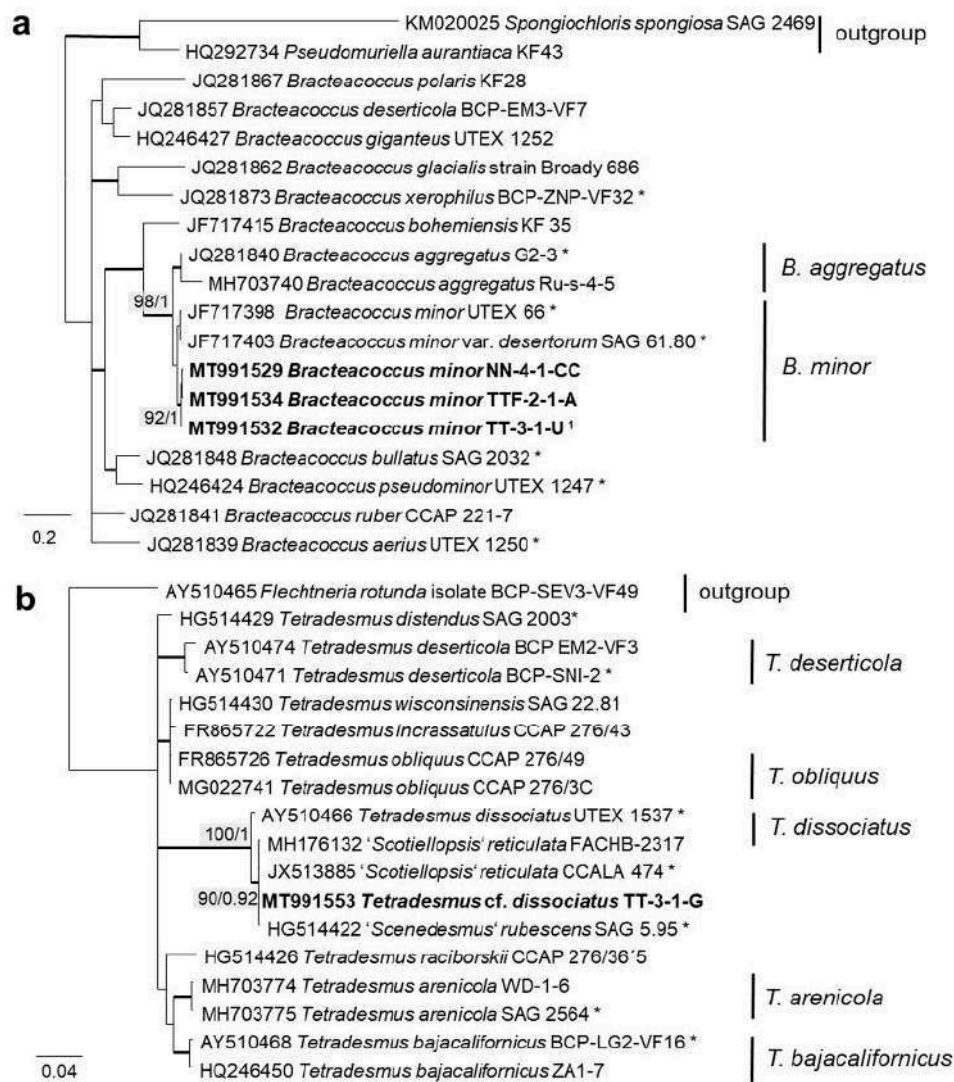 a
KM020025 Spongiochloris spongiosa SAG 2469
outgroup
HQ292734 Pseudomuriella aurantiaca KF43
JQ281867 Bracteacoccus polaris KF28
JQ281857 Bracteacoccus deserticola BCP-EM3-VF7
HQ246427 Bracteacoccus giganteus UTEX 1252
JQ281862 Bracteacoccus glacialis strain Broady 686
JQ281873 Bracteacoccus xerophilus BCP-ZNP-VF32 *
JF717415 Bracteacoccus bohemiensis KF 35
JQ281840 Bracteacoccus aggregatus G2-3 *
B. aggregatus
MH703740 Bracteacoccus aggregatus Ru-s-4-5
98/1
JF717398 Bracteacoccus minor UTEX 66 *
JF717403 Bracteacoccus minor var. desertorum SAG 61.80 *
B. minor
MT991529 Bracteacoccus minor NN-4-1-CC
MT991534 Bracteacoccus minor TTF-2-1-A
92/1
MT991532 Bracteacoccus minor TT-3-1-U ¹
JQ281848 Bracteacoccus bullatus SAG 2032 *
HQ246424 Bracteacoccus pseudominor UTEX 1247 *
JQ281841 Bracteacoccus ruber CCAP 221-7
0.2
JQ281839 Bracteacoccus aerius UTEX 1250 *
b
AY510465 Flechtneria rotunda isolate BCP-SEV3-VF49
outgroup
HG514429 Tetradesmus distendus SAG 2003*
AY510474 Tetradesmus deserticola BCP EM2-VF3
T. deserticola
AY510471 Tetradesmus deserticola BCP-SNI-2 *
HG514430 Tetradesmus wisconsinensis SAG 22.81
FR865722 Tetradesmus incrassatulus CCAP 276/43
FR865726 Tetradesmus obliquus CCAP 276/49
T. obliquus
MG022741 Tetradesmus obliquus CCAP 276/3C
AY510466 Tetradesmus dissociatus UTEX 1537 *
T. dissociatus
100/1
MH176132 'Scotiellopsis' reticulata FACHB-2317
JX513885 'Scotiellopsis' reticulata CCALA 474 *
90/0.92
MT991553 Tetradesmus cf. dissociatus TT-3-1-G
HG514422 'Scenedesmus' rubescens SAG 5.95 *
HG514426 Tetradesmus raciborskii CCAP 276/36´5
MH703774 Tetradesmus arenicola WD-1-6
T. arenicola
MH703775 Tetradesmus arenicola SAG 2564 *
AY510468 Tetradesmus bajacalifornicus BCP-LG2-VF16 *
T. bajacalifornicus
0.04
HQ246450 Tetradesmus bajacalifornicus ZA1-7